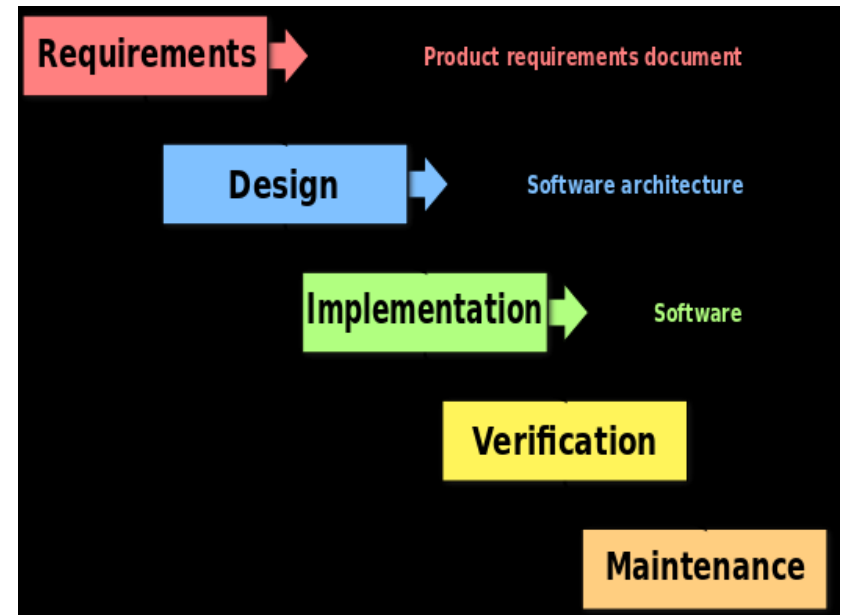 Requirements
Product requirements document
Design
Software architecture
Implementation
Software
Verification
Maintenance